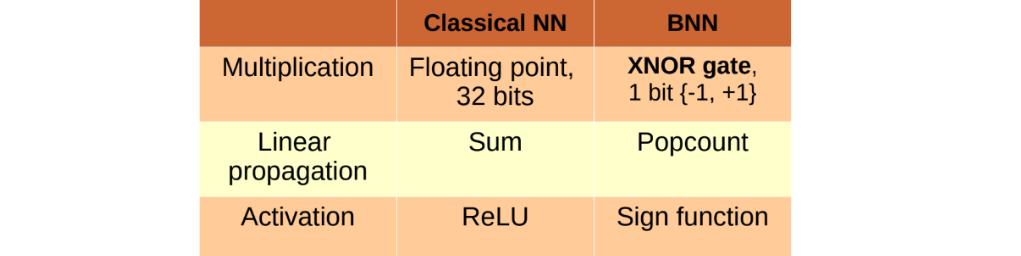 Classical NN BNN
Multiplication Floating point, XNOR gate,
32 bits 1 bit {-1, +1}
Linear Sum Popcount
propagation
Activation ReLU Sign function